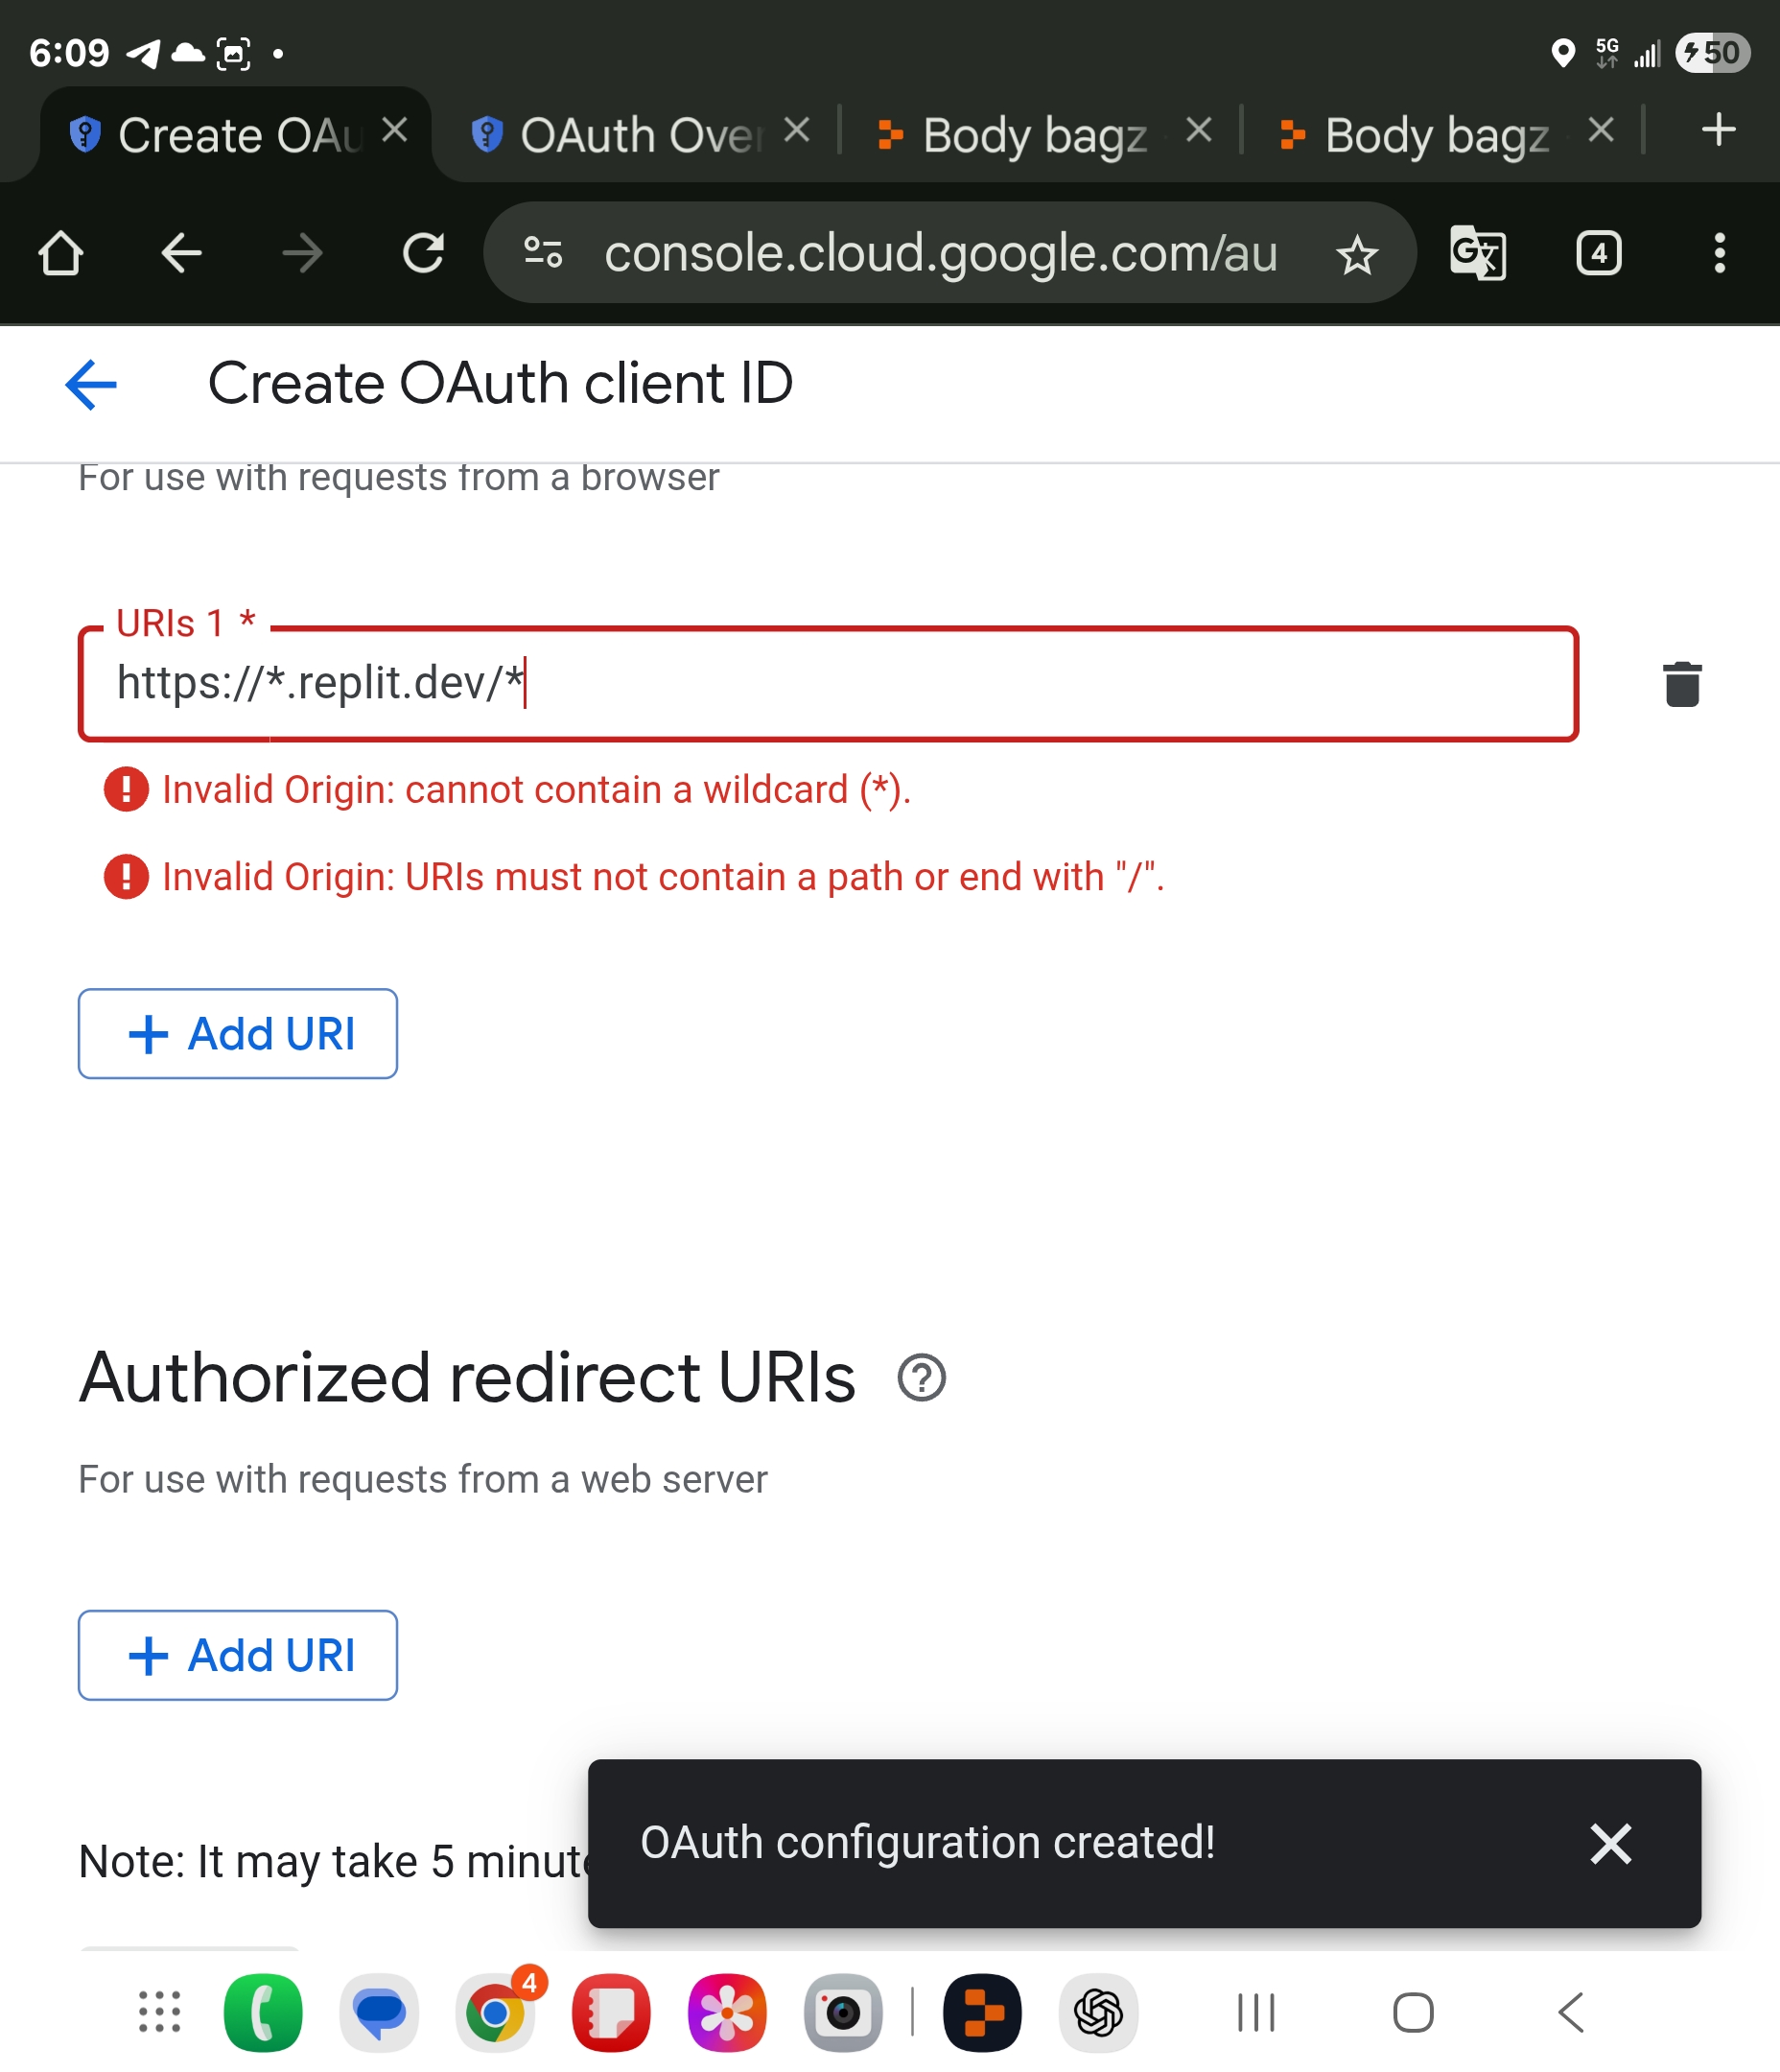 6:09
5G
50
Create OAu
OAuth Over
Body bagz
Body bagz
console.cloud.google.com/au
4
Create OAuth client ID
For use with requests from a browser
URIs 1 *
https://*.replit.dev/*
Invalid Origin: cannot contain a wildcard (*).
Invalid Origin: URIs must not contain a path or end with "/".
+ Add URI
Authorized redirect URIs
For use with requests from a web server
+ Add URI
Note: It may take 5 minute
OAuth configuration created!
4